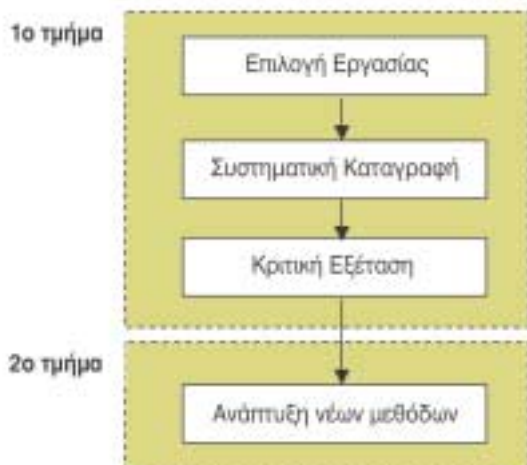 1ο τμήμα
Επιλογή Εργασίας
Συστηματική Καταγραφή
Κριτική Εξέταση
2ο τμήμα
Ανάπτυξη νέων μεθόδων